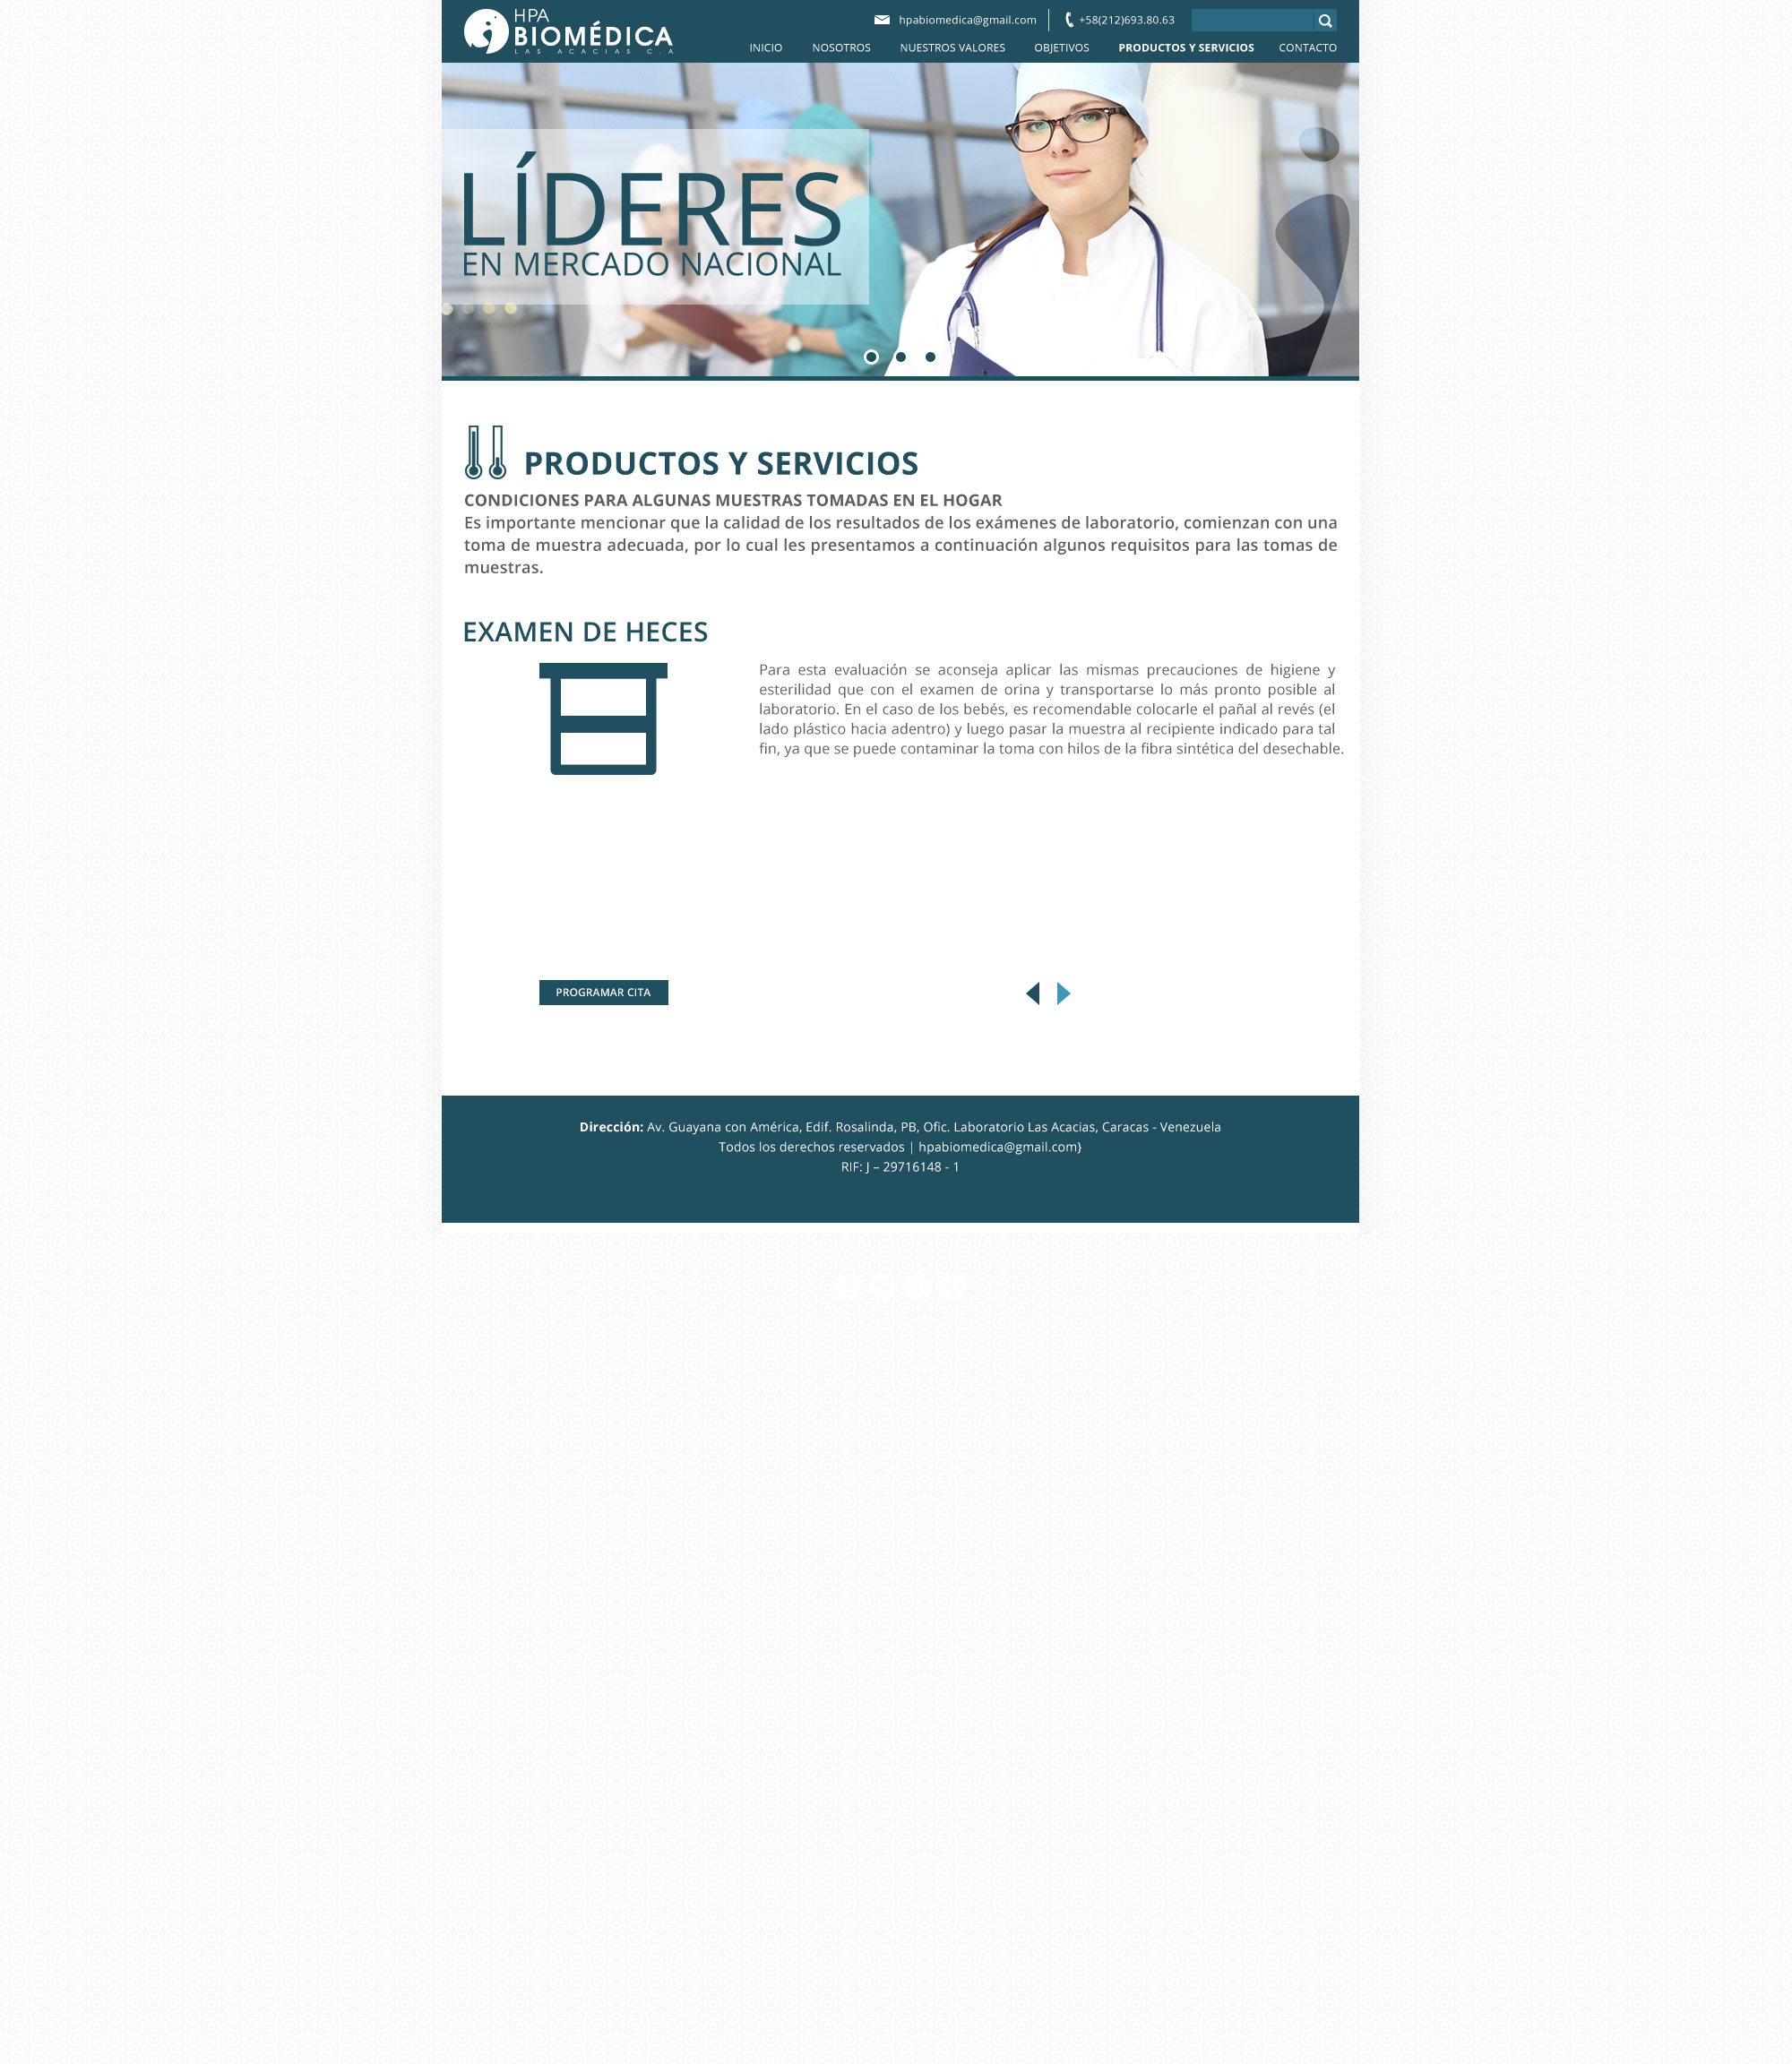 HPA
BIOMÉDICA
LAS ACACIAS C.A
hpabiomedica@gmail.com
+58(212)693.80.63
INICIO NOSOTROS NUESTROS VALORES OBJETIVOS PRODUCTOS Y SERVICIOS CONTACTO
LÍDERES
EN MERCADO NACIONAL
PRODUCTOS Y SERVICIOS
CONDICIONES PARA ALGUNAS MUESTRAS TOMADAS EN EL HOGAR
Es importante mencionar que la calidad de los resultados de los exámenes de laboratorio, comienzan con una
toma de muestra adecuada, por lo cual les presentamos a continuación algunos requisitos para las tomas de
muestras.
EXAMEN DE HECES
Para esta evaluación se aconseja aplicar las mismas precauciones de higiene y
esterilidad que con el examen de orina y transportarse lo más pronto posible al
laboratorio. En el caso de los bebés, es recomendable colocarle el pañal al revés (el
lado plástico hacia adentro) y luego pasar la muestra al recipiente indicado para tal
fin, ya que se puede contaminar la toma con hilos de la fibra sintética del desechable.
PROGRAMAR CITA
Dirección: Av. Guayana con América, Edif. Rosalinda, PB, Ofic. Laboratorio Las Acacias, Caracas - Venezuela
Todos los derechos reservados | hpabiomedica@gmail.com}
RIF: J – 29716148 - 1